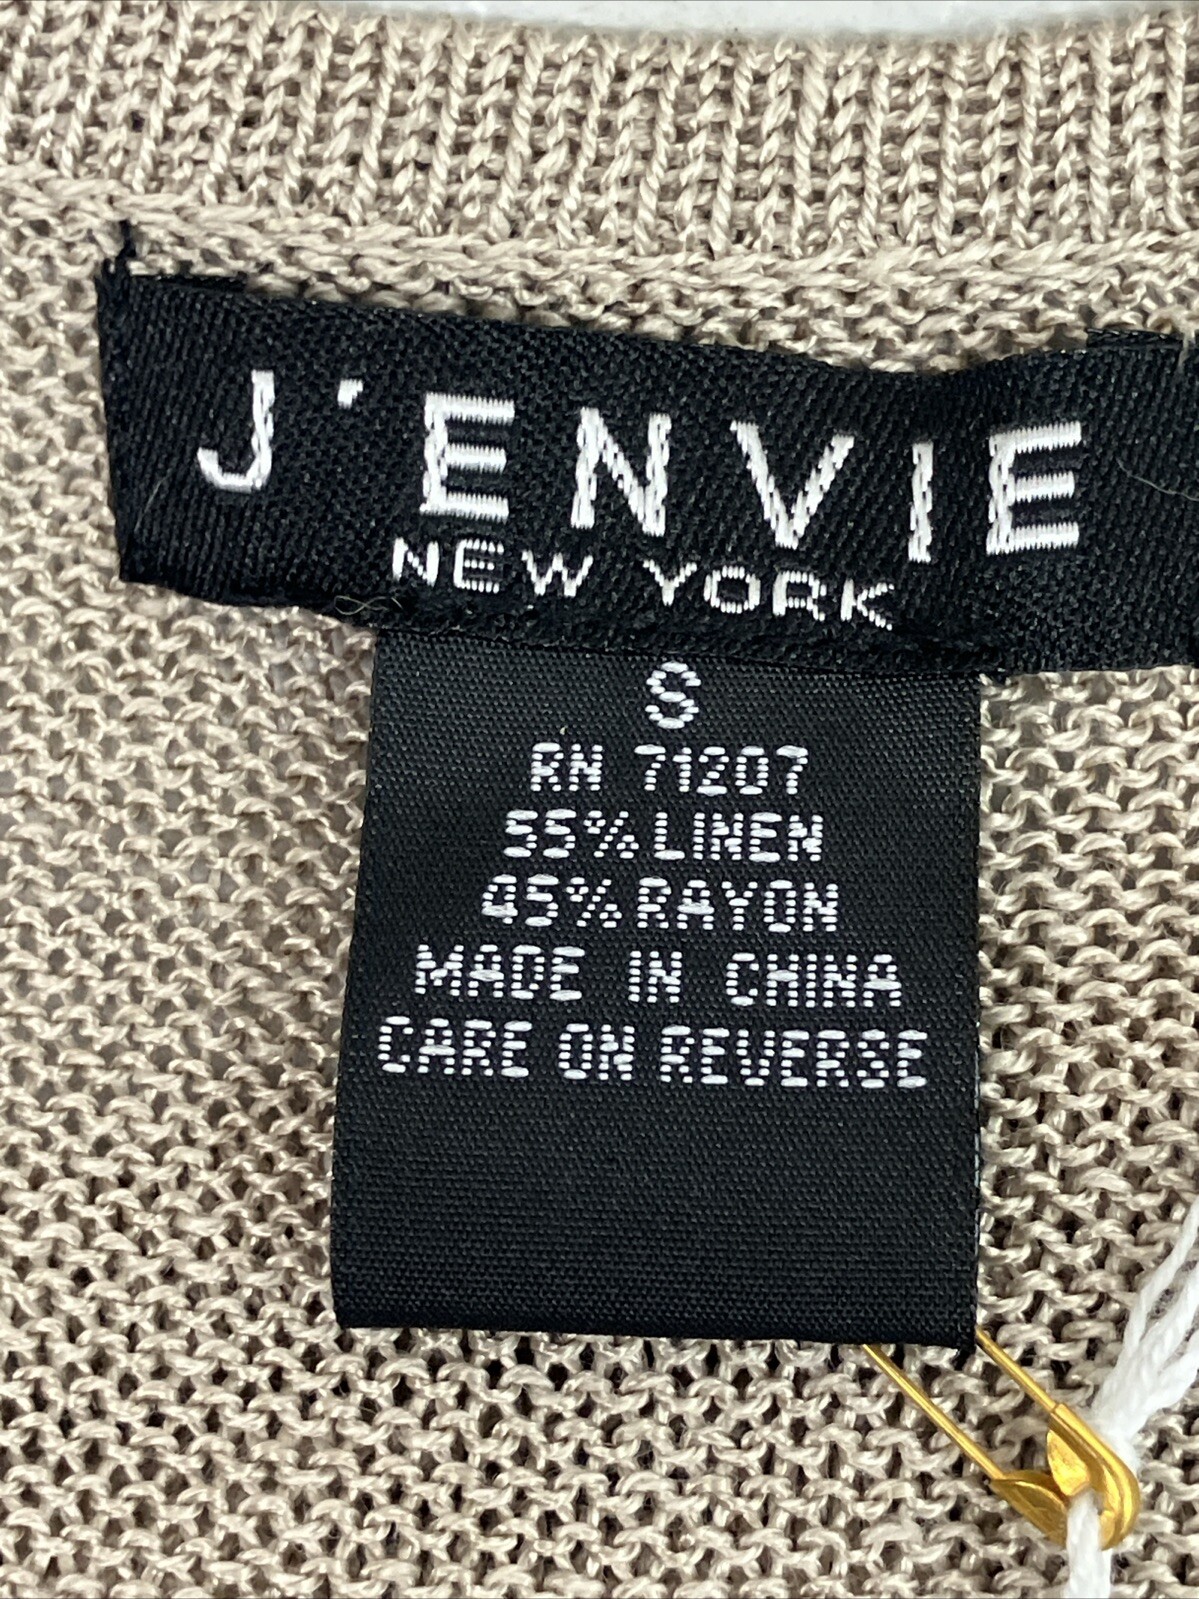 J'ENVIE
NEW YORK
S
RN 71207
55% LINEN
45% RAYON
MADE IN CHINA
CARE ON REVERSE